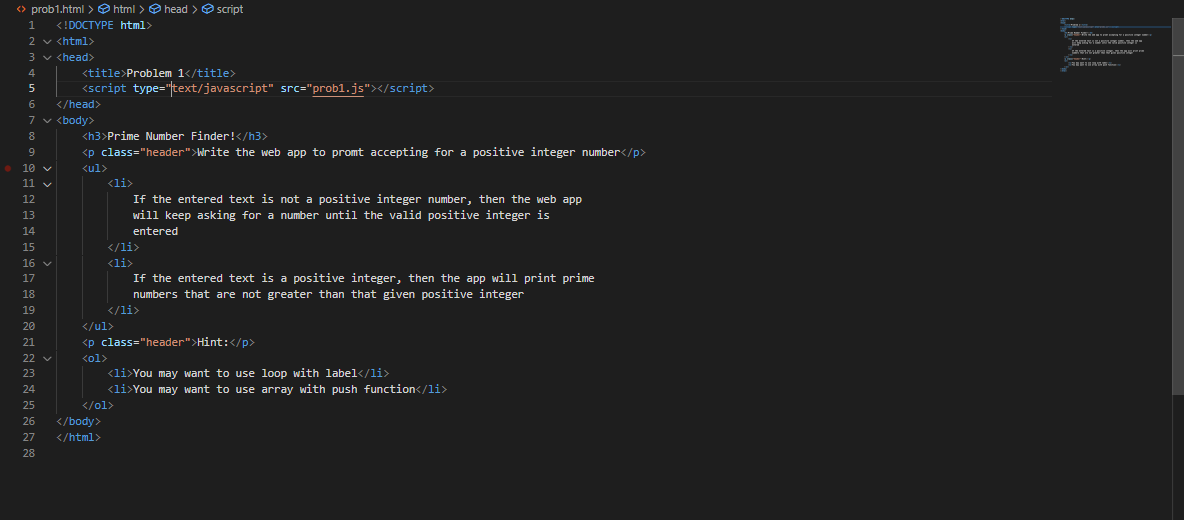 prob1.html > html > head > script
1 <!DOCTYPE html>
2 <html>
3 <head>
4     <title>Problem 1</title>
5     <script type="text/javascript" src="prob1.js"></script>
6 </head>
7 <body>
8     <h3>Prime Number Finder!</h3>
9     <p class="header">Write the web app to promt accepting for a positive integer number</p>
10     <ul>
11         <li>
12             If the entered text is not a positive integer number, then the web app
13             will keep asking for a number until the valid positive integer is
14             entered
15         </li>
16         <li>
17             If the entered text is a positive integer, then the app will print prime
18             numbers that are not greater than that given positive integer
19         </li>
20     </ul>
21     <p class="header">Hint:</p>
22     <ol>
23         <li>You may want to use loop with label</li>
24         <li>You may want to use array with push function</li>
25     </ol>
26 </body>
27 </html>
28